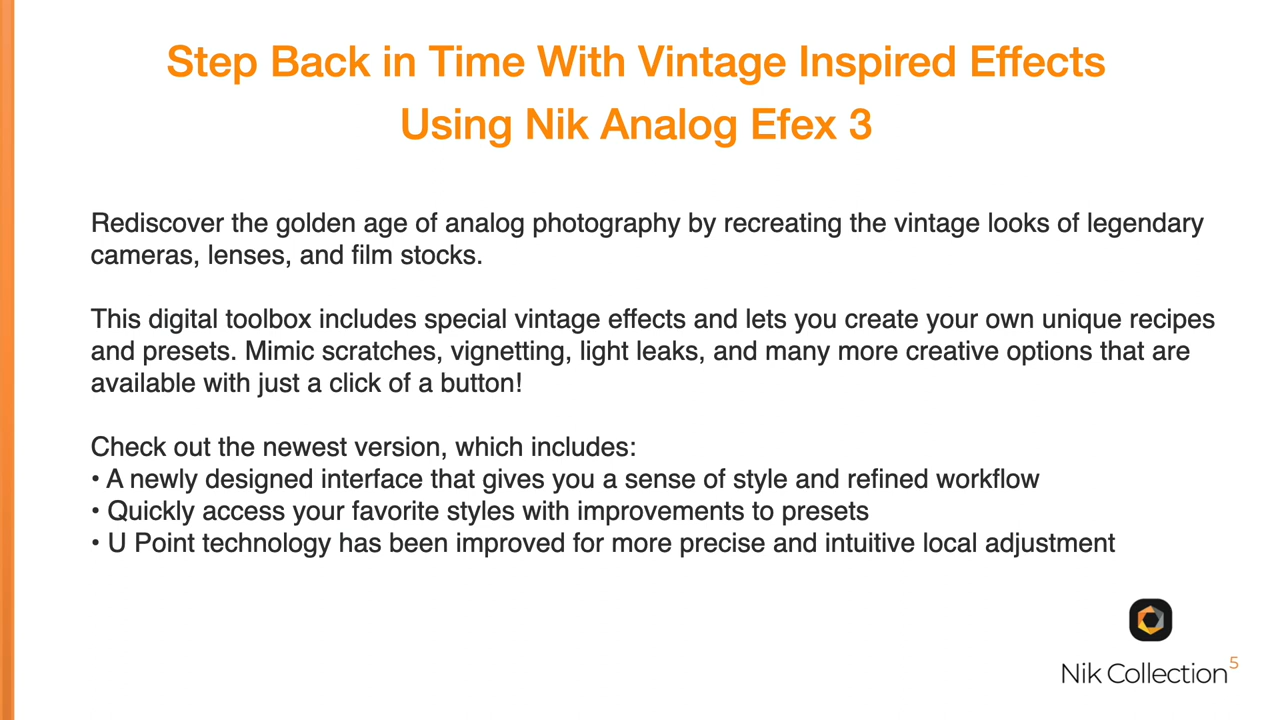 Step Back in Time With Vintage Inspired Effects
Using Nik Analog Efex 3
Rediscover the golden age of analog photography by recreating the vintage looks of legendary
cameras, lenses, and film stocks.
This digital toolbox includes special vintage effects and lets you create your own unique recipes
and presets. Mimic scratches, vignetting, light leaks, and many more creative options that are
available with just a click of a button!
Check out the newest version, which includes:
• A newly designed interface that gives you a sense of style and refined workflow
• Quickly access your favorite styles with improvements to presets
• U Point technology has been improved for more precise and intuitive local adjustment
Nik Collection 5